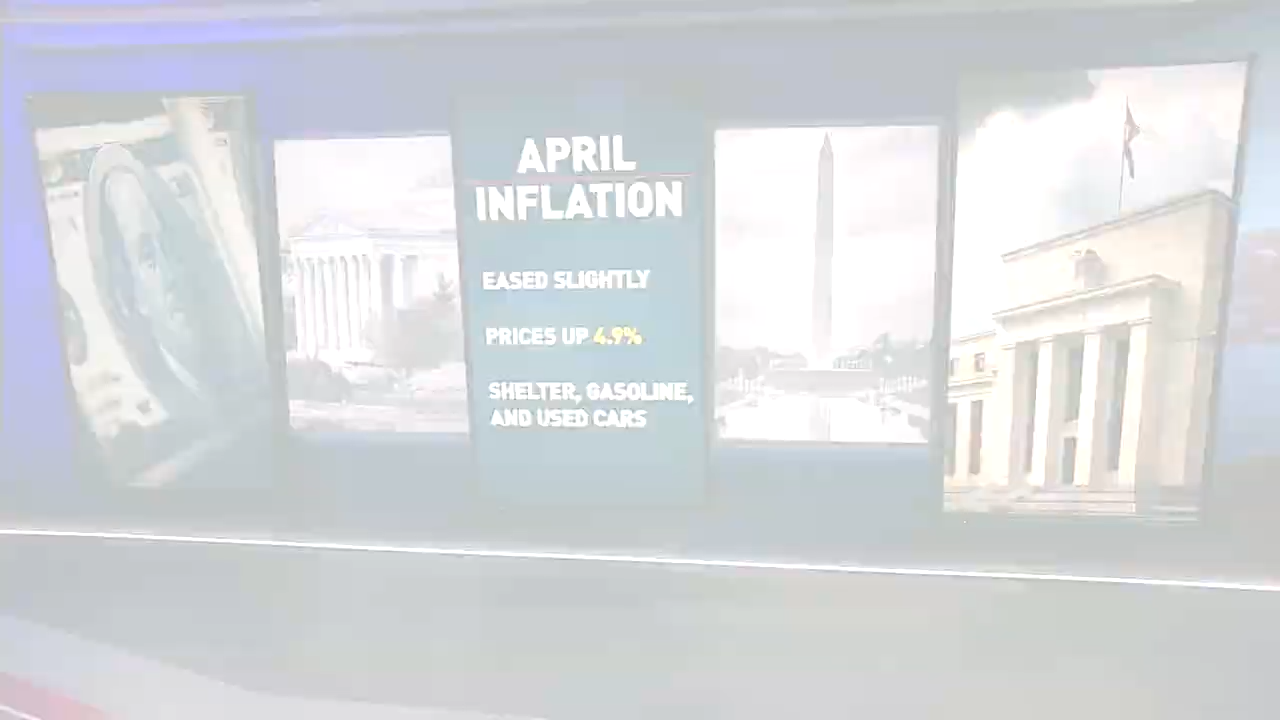 APRIL
INFLATION
EASED SLIGHTLY
PRICES UP 4.9%
SHELTER, GASOLINE,
AND USED CARS